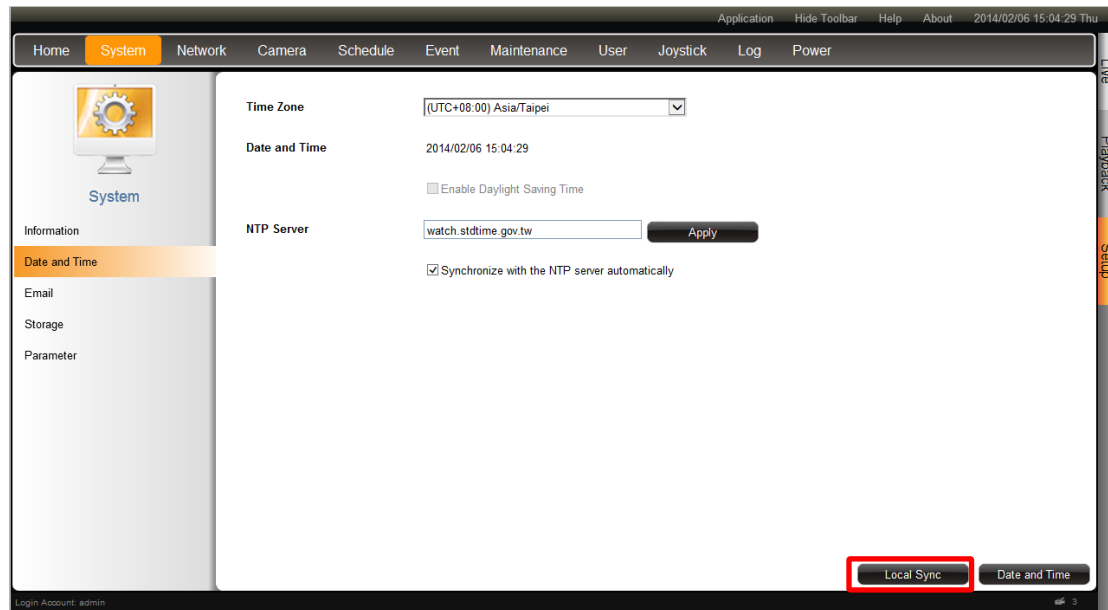 Application Hide Toolbar Help About 2014/02/06 15:04:29 Thu
Home System Network Camera Schedule Event Maintenance User Joystick Log Power
Live
Playback
Setup
System
Information
Date and Time
Email
Storage
Parameter
Time Zone (UTC+08:00) Asia/Taipei
Date and Time 2014/02/06 15:04:29
Enable Daylight Saving Time
NTP Server watch.stdtime.gov.tw Apply
Synchronize with the NTP server automatically
Local Sync Date and Time
Login Account: admin 3